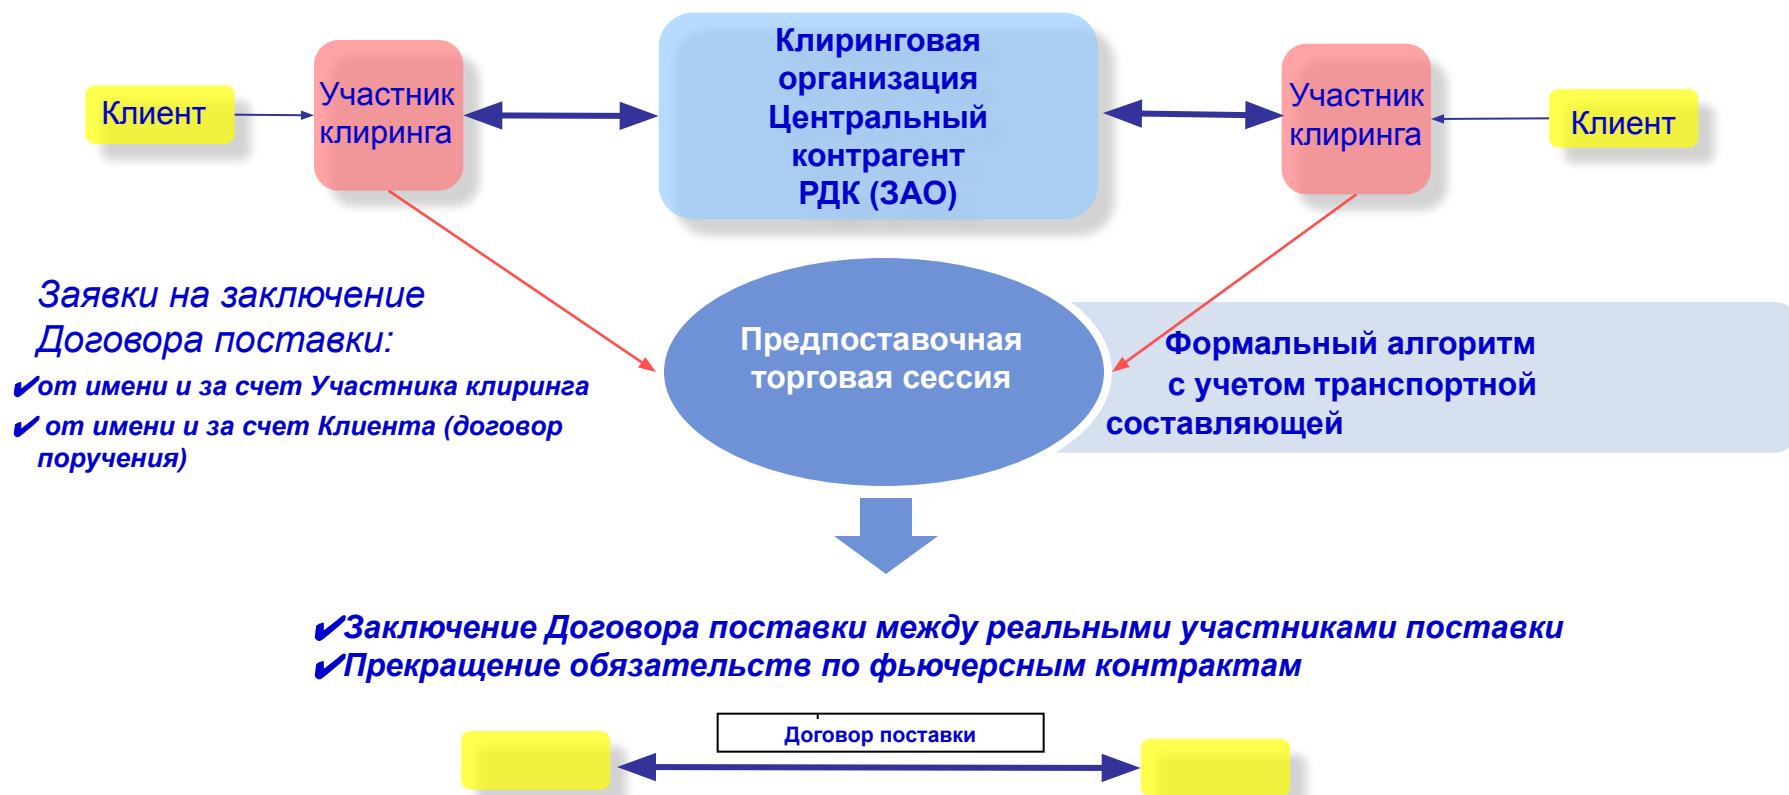 Клиент
Участник
клиринга
Клиринговая
организация
Центральный
контрагент
РДК (ЗАО)
Участник
клиринга
Клиент
Заявки на заключение
Договора поставки:
✔от имени и за счет Участника клиринга
✔ от имени и за счет Клиента (договор
поручения)
Предпоставочная
торговая сессия
Формальный алгоритм
с учетом транспортной
составляющей
✔Заключение Договора поставки между реальными участниками поставки
✔Прекращение обязательств по фьючерсным контрактам
Договор поставки